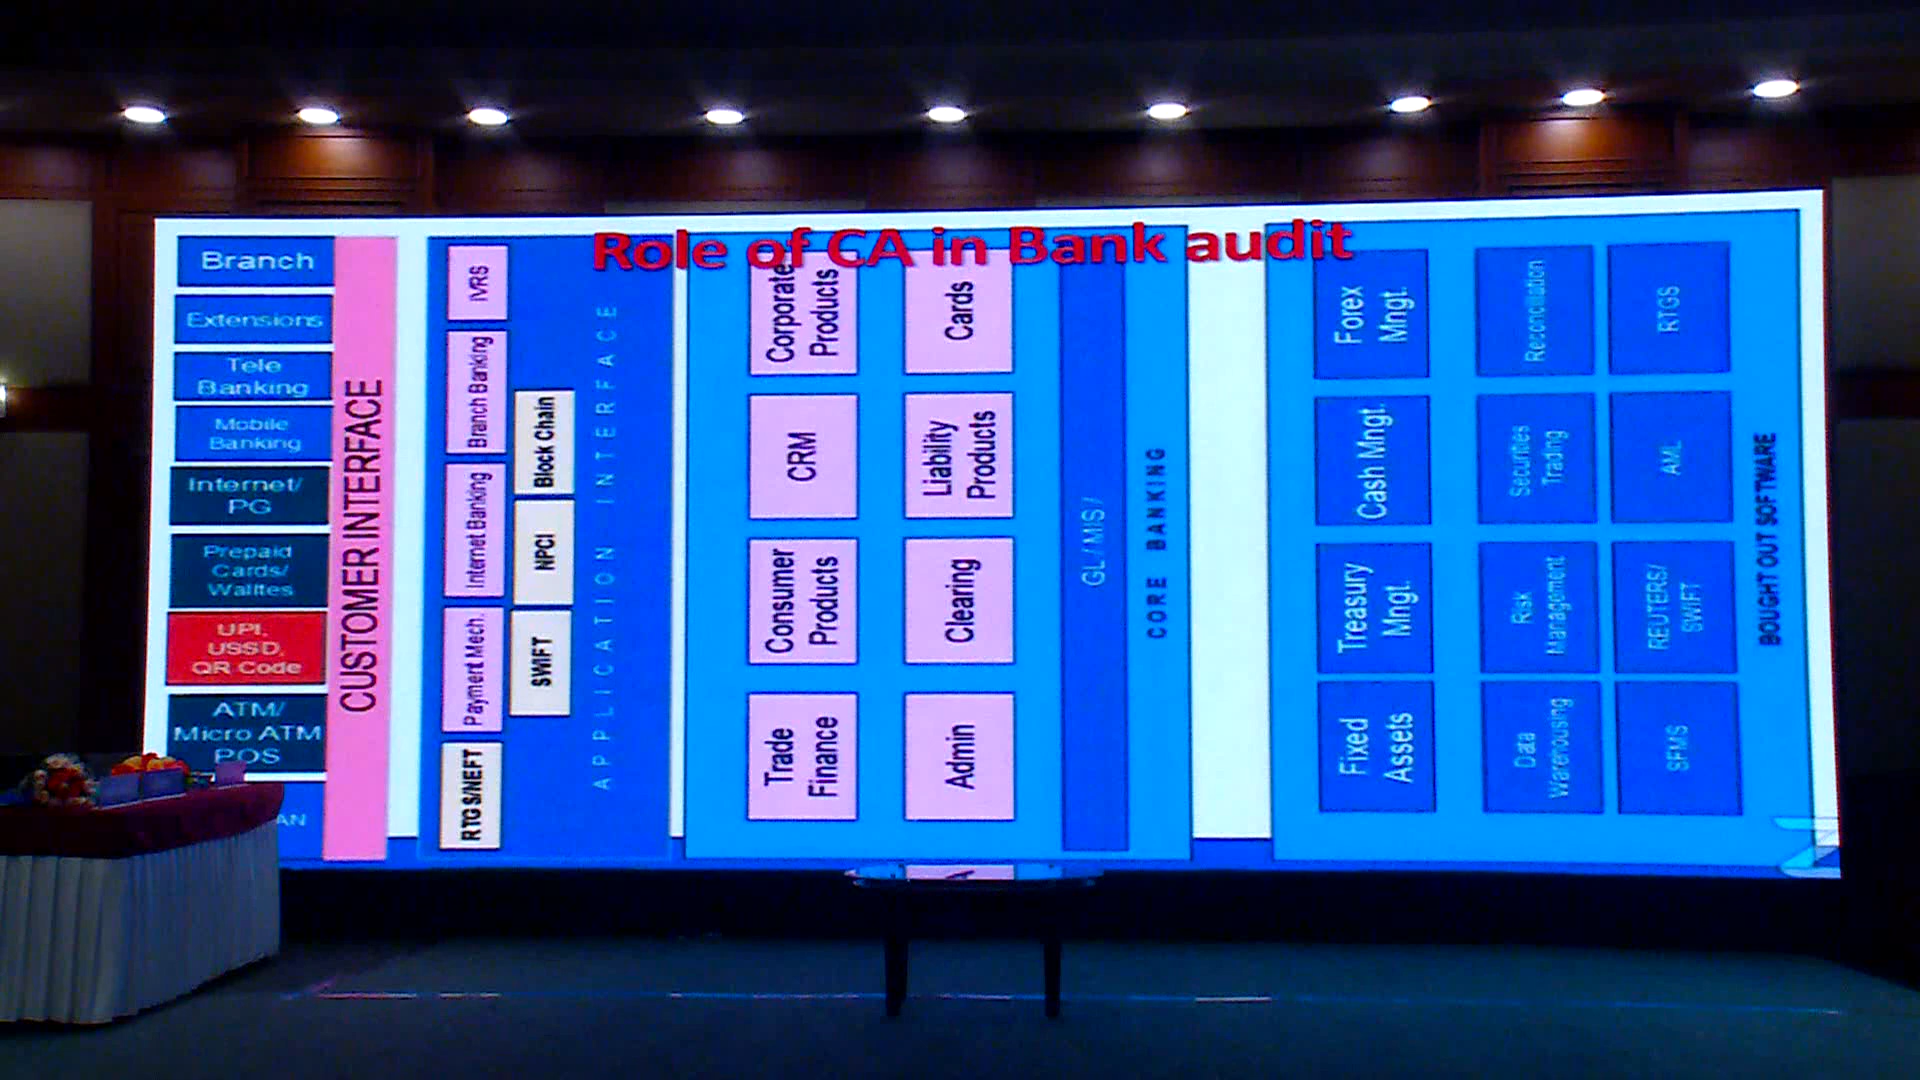 Role of CA in Bank audit
Branch
Extensions
Tele
Banking
Mobile
Banking
Internet/
PG
Prepaid
Cards/
Walltes
UPI,
USSD,
QR Code
ATM/
Micro ATM
POS
AN
CUSTOMER INTERFACE
IVRS
Branch Banking
Internet Banking
Payment Mech.
RTGS/NEFT
Block Chain
NPCI
SWIFT
APPLICATION INTERFACE
Corporate
Products
CRM
Consumer
Products
Trade
Finance
Cards
Liability
Products
Clearing
Admin
A
GL/MIS/
CORE BANKING
Forex
Mngt.
Cash Mngt.
Treasury
Mngt.
Fixed
Assets
Reconciliation
Securities
Trading
Risk
Management
Data
Warehousing
RTGS
AML
REUTERS/
SWIFT
SFMS
BOUGHT OUT SOFTWARE